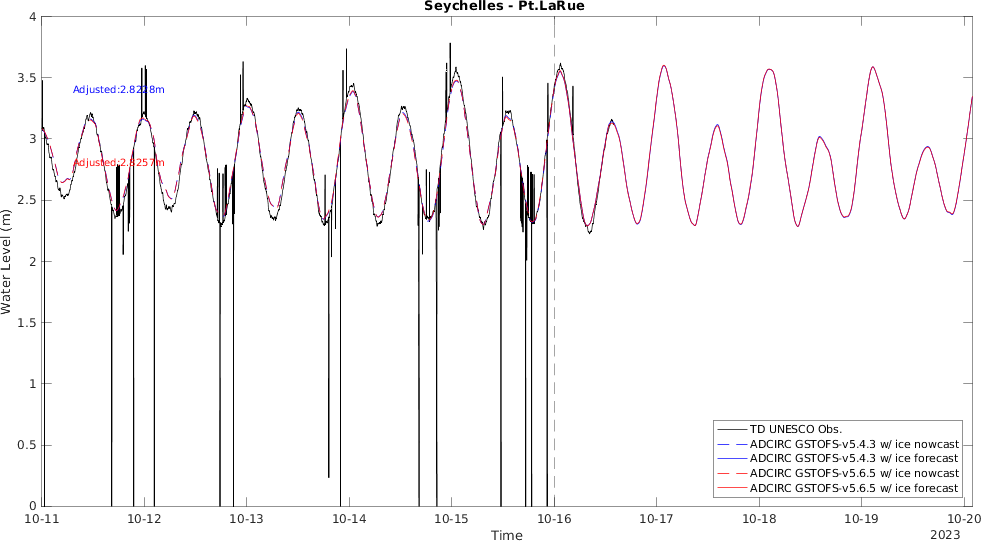 Seychelles - Pt.LaRue
4
3.5
3
2.5
2
1.5
1
0.5
0
Water Level (m)
Adjusted:2.8228m
Adjusted:2.8257m
TD UNESCO Obs.
ADCIRC GSTOFS-v5.4.3 w/ ice nowcast
ADCIRC GSTOFS-v5.4.3 w/ ice forecast
ADCIRC GSTOFS-v5.6.5 w/ ice nowcast
ADCIRC GSTOFS-v5.6.5 w/ ice forecast
10-11 10-12 10-13 10-14 10-15 10-16 10-17 10-18 10-19 10-20
Time
2023